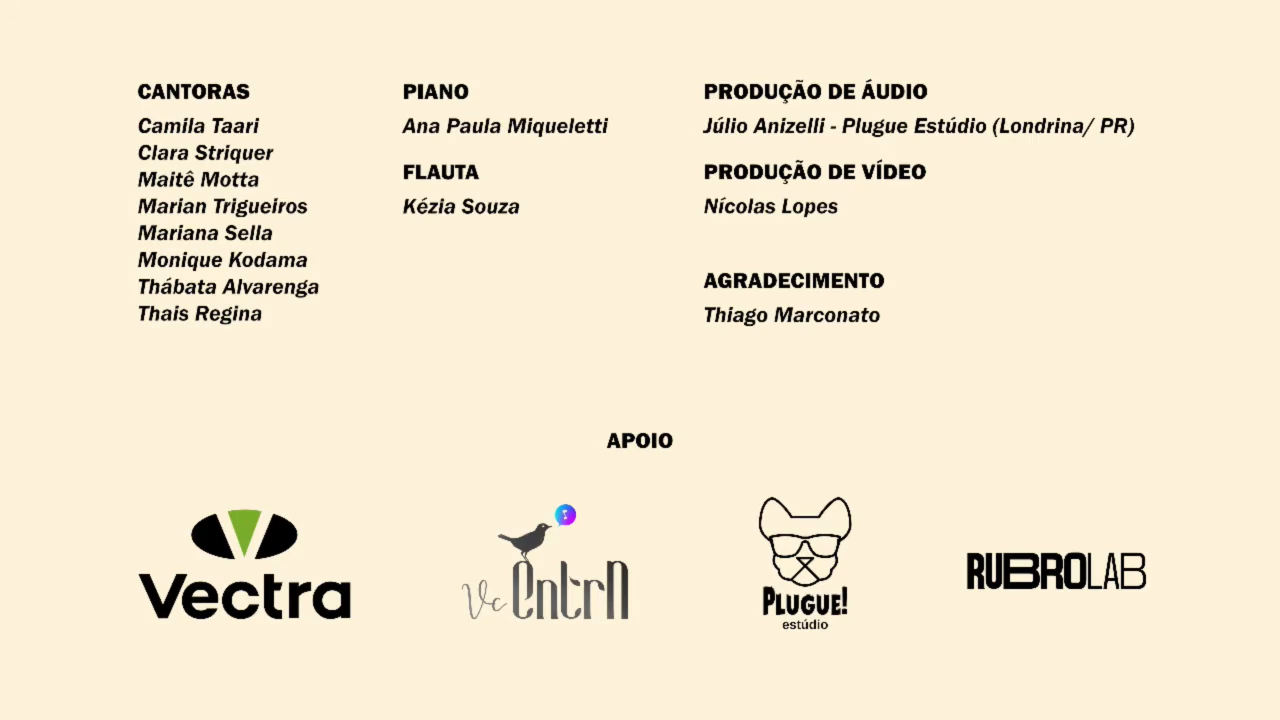 CANTORAS
Camila Taari
Clara Striquer
Maitê Motta
Marian Trigueiros
Mariana Sella
Monique Kodama
Thábata Alvarenga
Thais Regina
PIANO
Ana Paula Miqueletti
FLAUTA
Kézia Souza
PRODUÇÃO DE ÁUDIO
Júlio Anizelli - Plugue Estúdio (Londrina/ PR)
PRODUÇÃO DE VÍDEO
Nícolas Lopes
AGRADECIMENTO
Thiago Marconato
APOIO
Vectra
Vc
PLUGUE!
estúdio
RUBROLAB